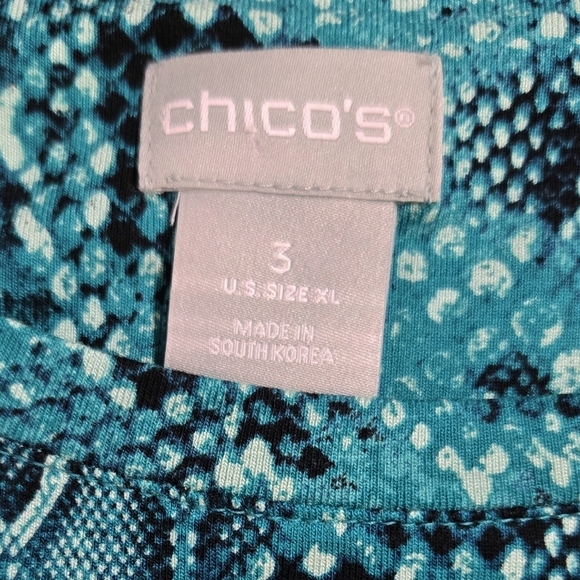 chico's®
3
U.S. SIZE XL
MADE IN
SOUTH KOREA